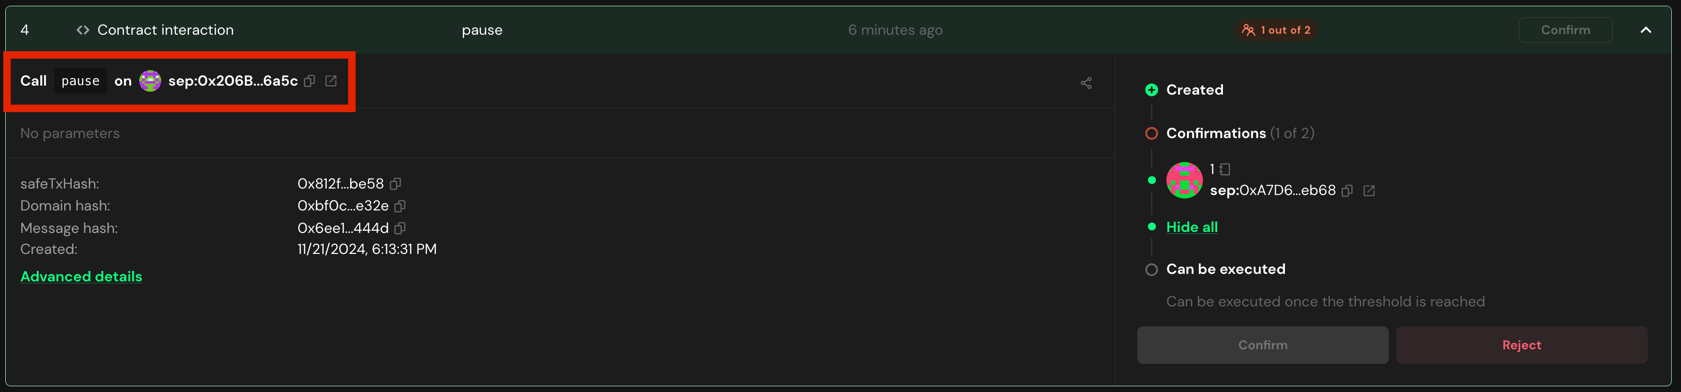 4 Contract interaction pause 6 minutes ago 1 out of 2 Confirm
Call pause on sep:0x206B...6a5c
No parameters
safeTxHash: 0x812f...be58
Domain hash: 0xbf0c...e32e
Message hash: 0x6ee1...444d
Created: 11/21/2024, 6:13:31 PM
Advanced details
Created
Confirmations (1 of 2)
1
sep:0xA7D6...eb68
Hide all
Can be executed
Can be executed once the threshold is reached
Confirm Reject